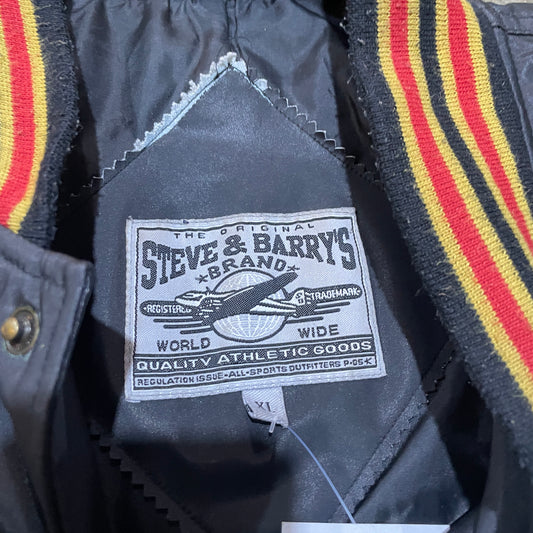 THE ORIGINAL
STEVE & BARRY'S
★BRAND★
•REGISTERED• •TRADEMARK•
WORLD WIDE
QUALITY ATHLETIC GOODS
REGULATION ISSUE-ALL-SPORTS OUTFITTERS P-05-K
XL